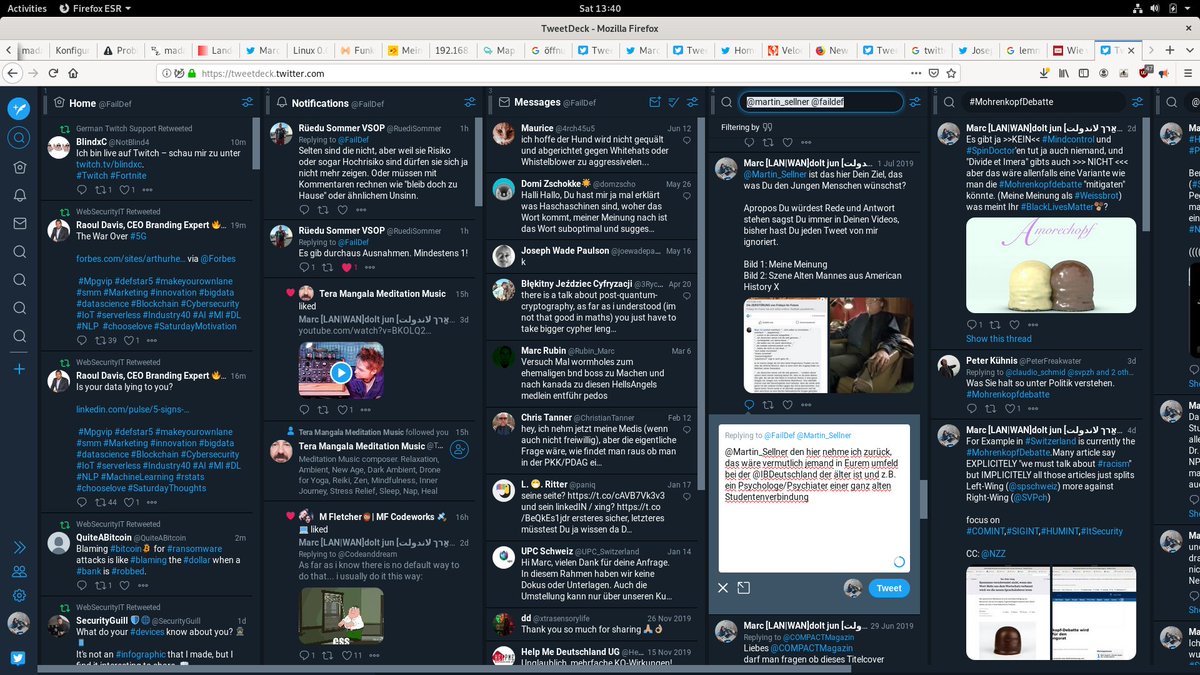 Activities Firefox ESR Sat 13:40
TweetDeck - Mozilla Firefox
Konfigu Prob mad Land Mar Linux 0. Funk Mein 192.168 Map öffnu Twee Mar Twee Hom Veloc New Twee twitt Josep lemm Wie
https://tweetdeck.twitter.com
1
Home @FailDef
German Twitch Support Retweeted
BlindxC @NotBlind4 10m
Ich bin live auf Twitch – schau mir zu unter
twitch.tv/blindxc.
#Twitch #Fortnite
1 1
WebSecurityIT Retweeted
Raoul Davis, CEO Branding Expert 19m
The War Over #5G
forbes.com/sites/arthurhe... via @Forbes
#Mpgvip #defstar5 #makeyourownlane
#smm #Marketing #innovation #bigdata
#datascience #Blockchain #Cybersecurity
#IoT #serverless #Industry40 #AI #MI #DL
#NLP #chooselove #SaturdayMotivation
39 1
WebSecurityIT Retweeted
Raoul Davis, CEO Branding Expert 16m
Is your data lying to you?
linkedin.com/pulse/5-signs-...
#Mpgvip #defstar5 #makeyourownlane
#smm #Marketing #innovation #bigdata
#datascience #Blockchain #Cybersecurity
#IoT #serverless #Industry40 #AI #MI #DL
#NLP #MachineLearning #rstats
#chooselove #SaturdayThoughts
44 1
WebSecurityIT Retweeted
QuiteABitcoin @QuiteABitcoin 2m
Blaming #bitcoin for #ransomware
attacks is like #blaming the #dollar when a
#bank is #robbed.
1 1
WebSecurityIT Retweeted
SecurityGuill @SecurityGuill 1d
What do your #devices know about you?
It's not an #infographic that I made, but I
2
Notifications @FailDef
Rüedu Sommer VSOP @RuediSommer 1h
Replying to @FailDef
Selten sind die nicht, aber weil sie Risiko
oder sogar Hochrisiko sind dürfen sie sich ja
nicht mehr zeigen. Oder müssen mit
Kommentaren rechnen wie "bleib doch zu
Hause" oder ähnlichem Unsinn.
Rüedu Sommer VSOP @RuediSommer 1h
Replying to @FailDef
Es gib durchaus Ausnahmen. Mindestens 1!
1 1
Tera Mangala Meditation Music 15h
liked
Marc [LAN|WAN]dolt jun 3d
youtube.com/watch?v=BKOLQ2...
1
Tera Mangala Meditation Music followed you 15h
Tera Mangala Meditation Music @T...
Meditation Music composer. Relaxation,
Ambient, New Age, Dark Ambient, Drone
for Yoga, Reiki, Zen, Mindfulness, Inner
Journey, Stress Relief, Sleep, Nap, Heal
M Fletcher | MF Codeworks 16h
liked
Marc [LAN|WAN]dolt jun 2d
Replying to @Codeanddream
As far as i know there is no default way to
do that... i usually do it this way:
ess
1 11
3
Messages @FailDef
Maurice @4rch45u5 Jun 12
ich hoffe der Hund wird nicht gequält
und abgerichtet gegen Whitehats oder
Whistelblower zu aggressivelen...
Domi Zschokke @domzscho May 26
Halli Hallo, Du hast mir ja mal erklärt
was Haschaschinen sind, woher das
Wort kommt, meiner Meinung nach ist
das Wort suboptimal und sugges...
Joseph Wade Paulson @joewadepa... May 16
k
Błękitny Jeździec Cyfryzacji @3Ryc... Apr 20
there is a talk about post-quantum-
cryptography, as far as i understood (im
not that good in maths) you just have to
take bigger cypher leng...
Marc Rubin @Rubin_Marc Mar 6
Versuch Mal wormholes zum
ehemaligen bnd boss zu Machen und
nach kanada zu diesen HellsAngels
medlein entführ pedos
Chris Tanner @ChristianTanner Feb 12
hey, ich nehm jetzt meine Medis (wenn
auch nicht freiwillig), aber die eigentliche
Frage wäre, wie findet man raus ob man
in der PKK/PDAG ei...
L. Ritter @paniq Jan 17
seine seite? https://t.co/cAVB7Vk3v3
und sein linkedIN / xing? https://t.co
/BeQkEs1jdr ersteres sicher, letzteres
müsstest Du ja wissen da D...
UPC Schweiz @UPC_Switzerland Jan 14
Hi Marc, vielen Dank für deine Anfrage.
In diesem Rahmen haben wir keine
Dokus oder Unterlagen. Auch die
Umstellung kann nur über unseren Ku...
dd @xtrasensorylife 26 Nov 2019
Thank you so much for sharing
Help Me Deutschland UG @He... 15 Nov 2019
Unglaublich, mehrfache KO-Wirkungen!
4
@martin_sellner @faildef
Filtering by
Marc [LAN|WAN]dolt jun 1 Jul 2019
@Martin_Sellner ist das hier Dein Ziel, das
was Du den Jungen Menschen wünschst?
Apropos Du würdest Rede und Antwort
stehen sagst Du immer in Deinen Videos,
bisher hast Du jeden Tweet von mir
ignoriert.
Bild 1: Meine Meinung
Bild 2: Szene Alten Mannes aus American
History X
Replying to @FailDef @Martin_Sellner
@Martin_Sellner den hier nehme ich zurück,
das wäre vermutlich jemand in Eurem umfeld
bei der @IBDeutschland der älter ist und z.B.
ein Psychologe/Psychiater einer ganz alten
Studentenverbindung
Tweet
Marc [LAN|WAN]dolt jun 29 Jun 2019
Replying to @COMPACTMagazin
Liebes @COMPACTMagazin
darf man fragen ob dieses Titelcover
5
#MohrenkopfDebatte
Marc [LAN|WAN]dolt jun 2d
Es gibt ja >>KEIN<< #Mindcontrol und
#SpinDoctor'en tut ja auch niemand, und
"Divide et Impera" gibts auch >>> NICHT <<<
aber das wäre allenfalls eine Variante wie
man die #Mohrenkopfdebatte "mitigaten"
könnte. (Meine Meinung als #Weissbrot)
was meint Ihr #BlackLivesMatter?
Amorechopf
1
Show this thread
Peter Kühnis @PeterFreakwater 3d
Replying to @claudio_schmid @svpzh and 2 oth...
Was Sie halt so unter Politik verstehen.
#Mohrenkopfdebatte
1
Marc [LAN|WAN]dolt jun 4d
For Example in #Switzerland is currently the
#MohrenkopfDebatte.Many articel say
EXPLICITLY "we must talk about #racism"
but IMPLICITLY all those articles just splits
Left-Wing (@spschweiz) more against
Right-Wing (@SVPch)
focus on
#COMINT,#SIGINT,#HUMINT,#ItSecurity
CC: @NZZ
6